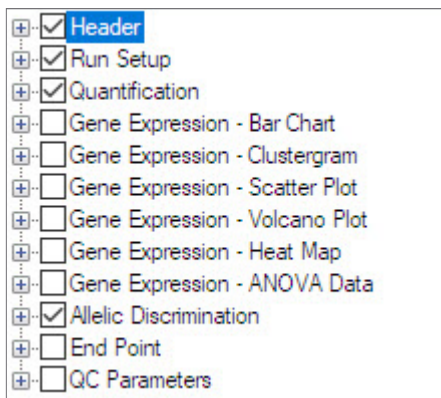 Header
Run Setup
Quantification
Gene Expression - Bar Chart
Gene Expression - Clustergram
Gene Expression - Scatter Plot
Gene Expression - Volcano Plot
Gene Expression - Heat Map
Gene Expression - ANOVA Data
Allelic Discrimination
End Point
QC Parameters